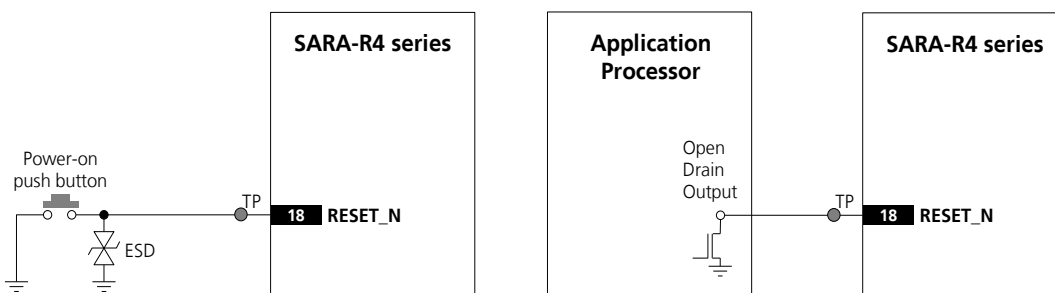 SARA-R4 series
Power-on
push button
ESD
TP
18 RESET_N
Application
Processor
Open
Drain
Output
SARA-R4 series
TP
18 RESET_N